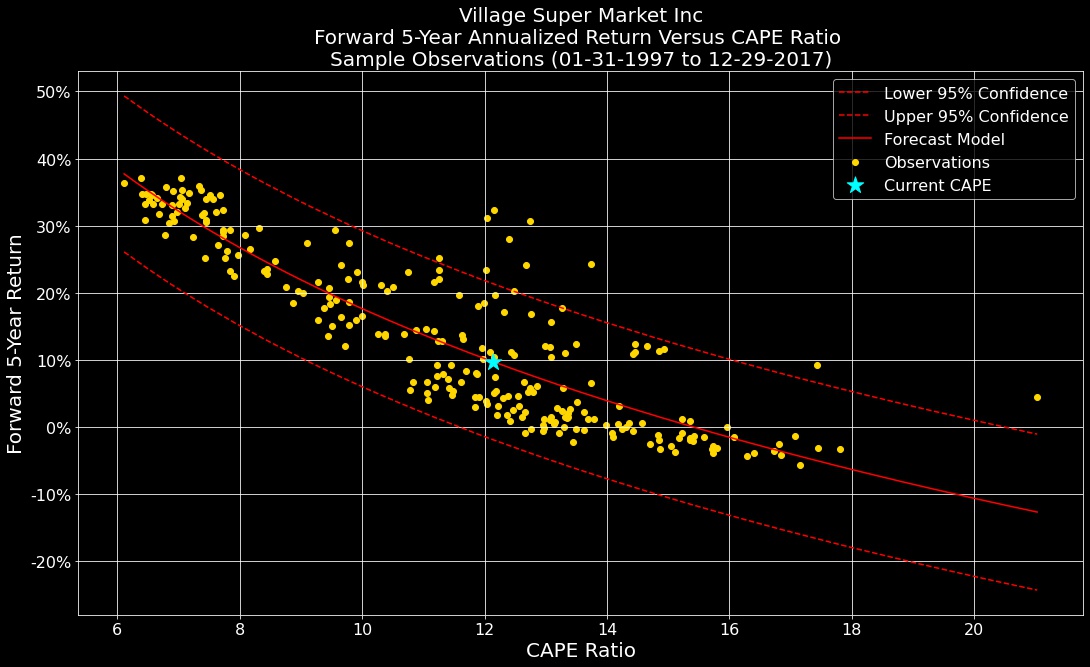 Village Super Market Inc
Forward 5-Year Annualized Return Versus CAPE Ratio
Sample Observations (01-31-1997 to 12-29-2017)
Lower 95% Confidence
Upper 95% Confidence
Forecast Model
Observations
Current CAPE
Forward 5-Year Return
50%
40%
30%
20%
10%
0%
-10%
-20%
6 8 10 12 14 16 18 20
CAPE Ratio